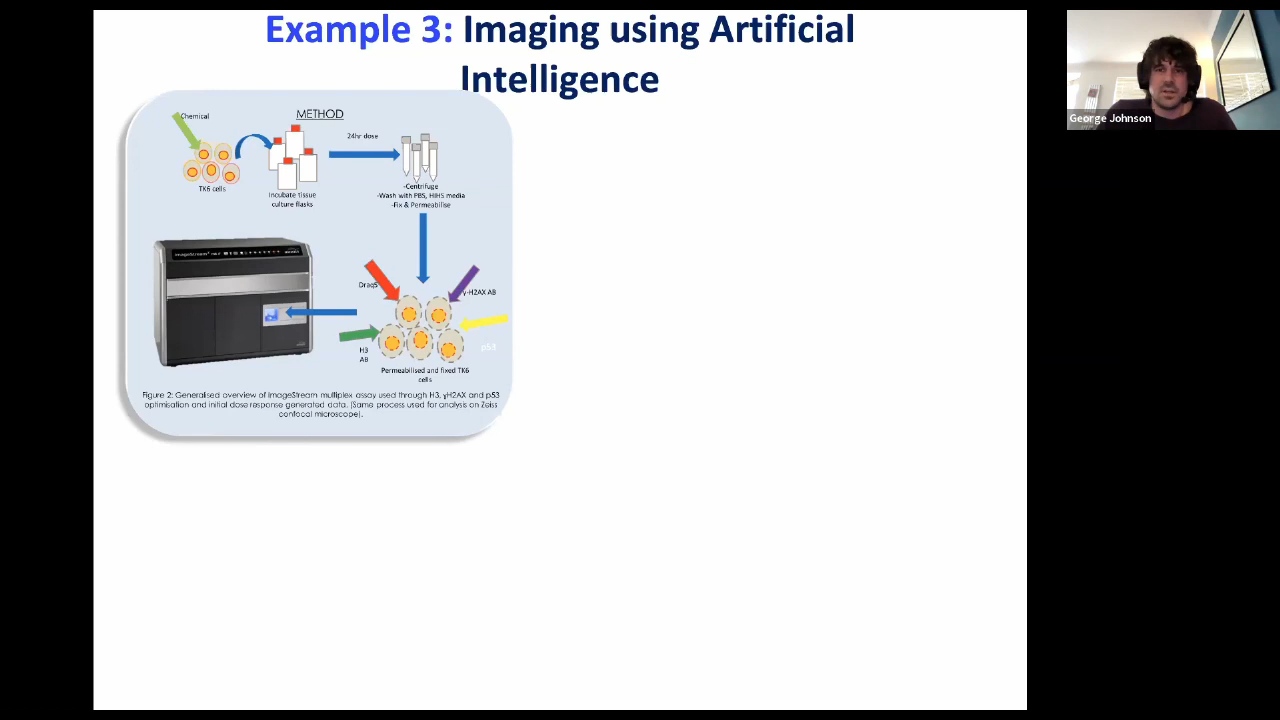 Example 3: Imaging using Artificial
Intelligence
METHOD
Chemical
24hr dose
TK6 cells
Incubate tissue
culture flasks
-Centrifuge
-Wash with PBS, HIHS media
-Fix & Permeabilise
imageStream
Draq5
γ-H2AX AB
H3
AB
p53
Permeabilised and fixed TK6
cells
Figure 2: Generalised overview of ImageStream multiplex assay used through H3, γH2AX and p53
optimisation and initial dose response generated data. (Same process used for analysis on Zeiss
confocal microscope).
George Johnson